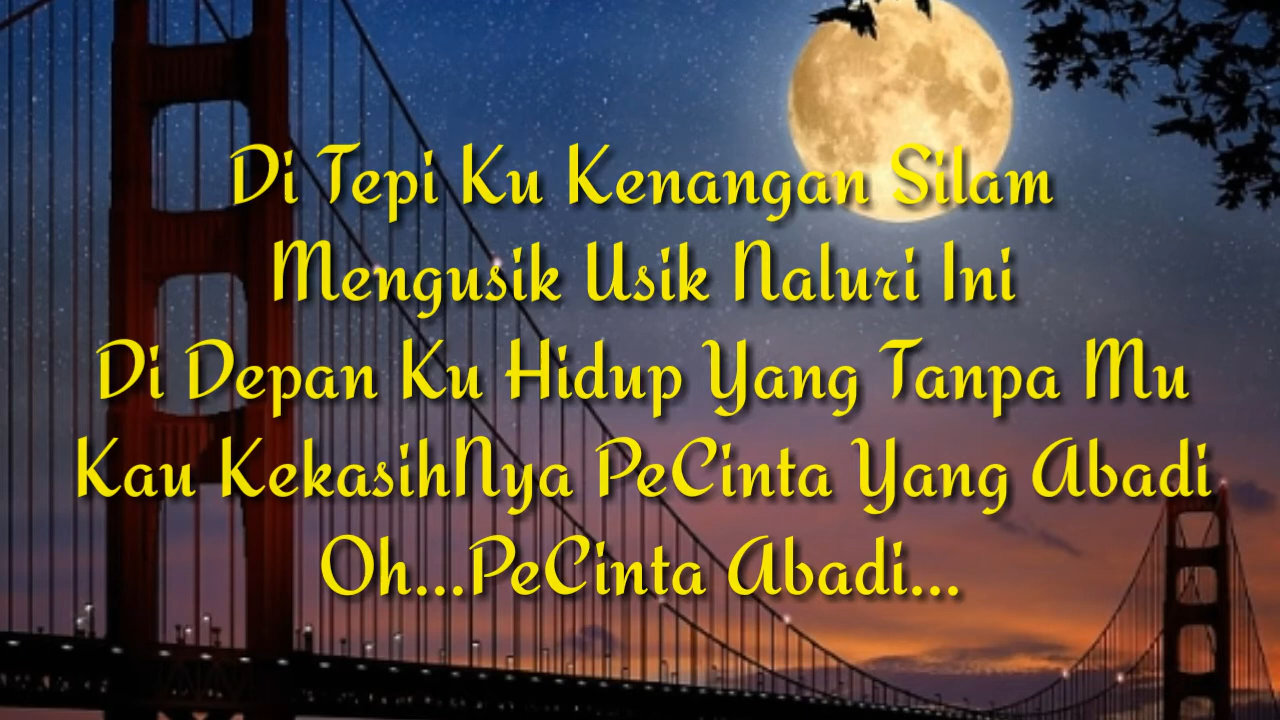 Di Tepi Ku Kenangan Silam
Mengusik Usik Naluri Ini
Di Depan Ku Hidup Yang Tanpa Mu
Kau KekasihNya PeCinta Yang Abadi
Oh...PeCinta Abadi...